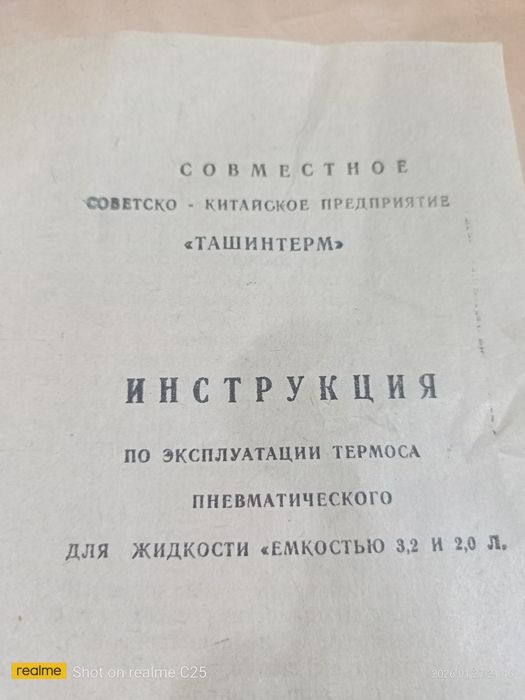 СОВМЕСТНОЕ
СОВЕТСКО - КИТАЙСКОЕ ПРЕДПРИЯТИЕ
«ТАШИНТЕРМ»
ИНСТРУКЦИЯ
ПО ЭКСПЛУАТАЦИИ ТЕРМОСА
ПНЕВМАТИЧЕСКОГО
ДЛЯ ЖИДКОСТИ «ЕМКОСТЬЮ 3,2 И 2,0 Л.
realme Shot on realme C25